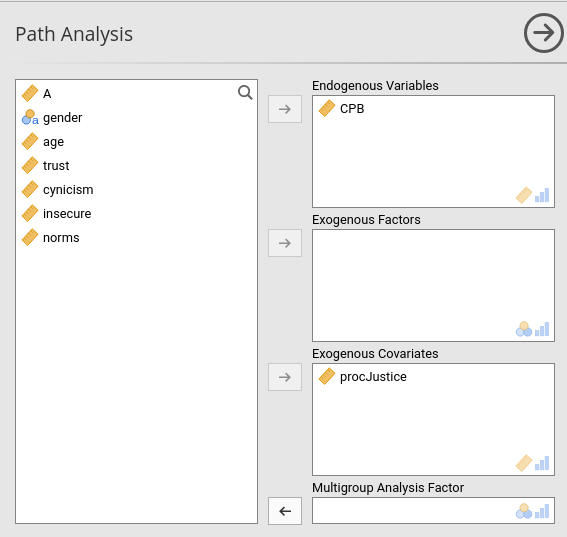 Path Analysis
A
gender
age
trust
cynicism
insecure
norms
Endogenous Variables
CPB
Exogenous Factors
Exogenous Covariates
procJustice
Multigroup Analysis Factor